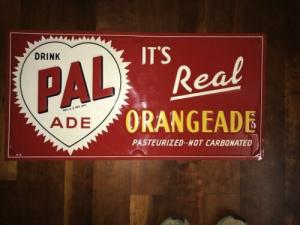 DRINK
PAL
ADE
IT'S
Real
ORANGEADE
PASTEURIZED--NOT CARBONATED